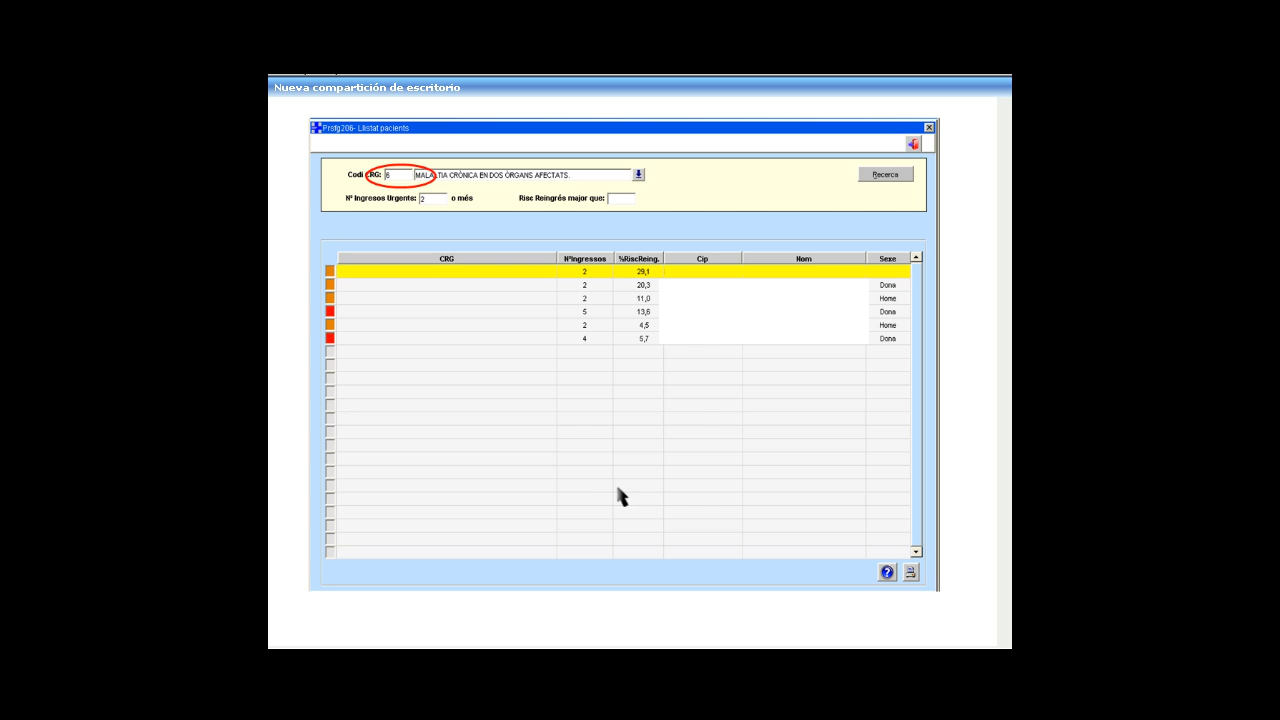 Nueva compartición de escritorio
Prsfg206- Llistat pacients
Codi CRG: 6 MALALTIA CRÒNICA EN DOS ÒRGANS AFECTATS. Recerca
Nº Ingresos Urgente: 2 o més Risc Reingrés major que:
CRG NºIngressos %RiscReing. Cip Nom Sexe
2 29,1
2 20,3 Dona
2 11,0 Home
5 13,6 Dona
2 4,5 Home
4 5,7 Dona